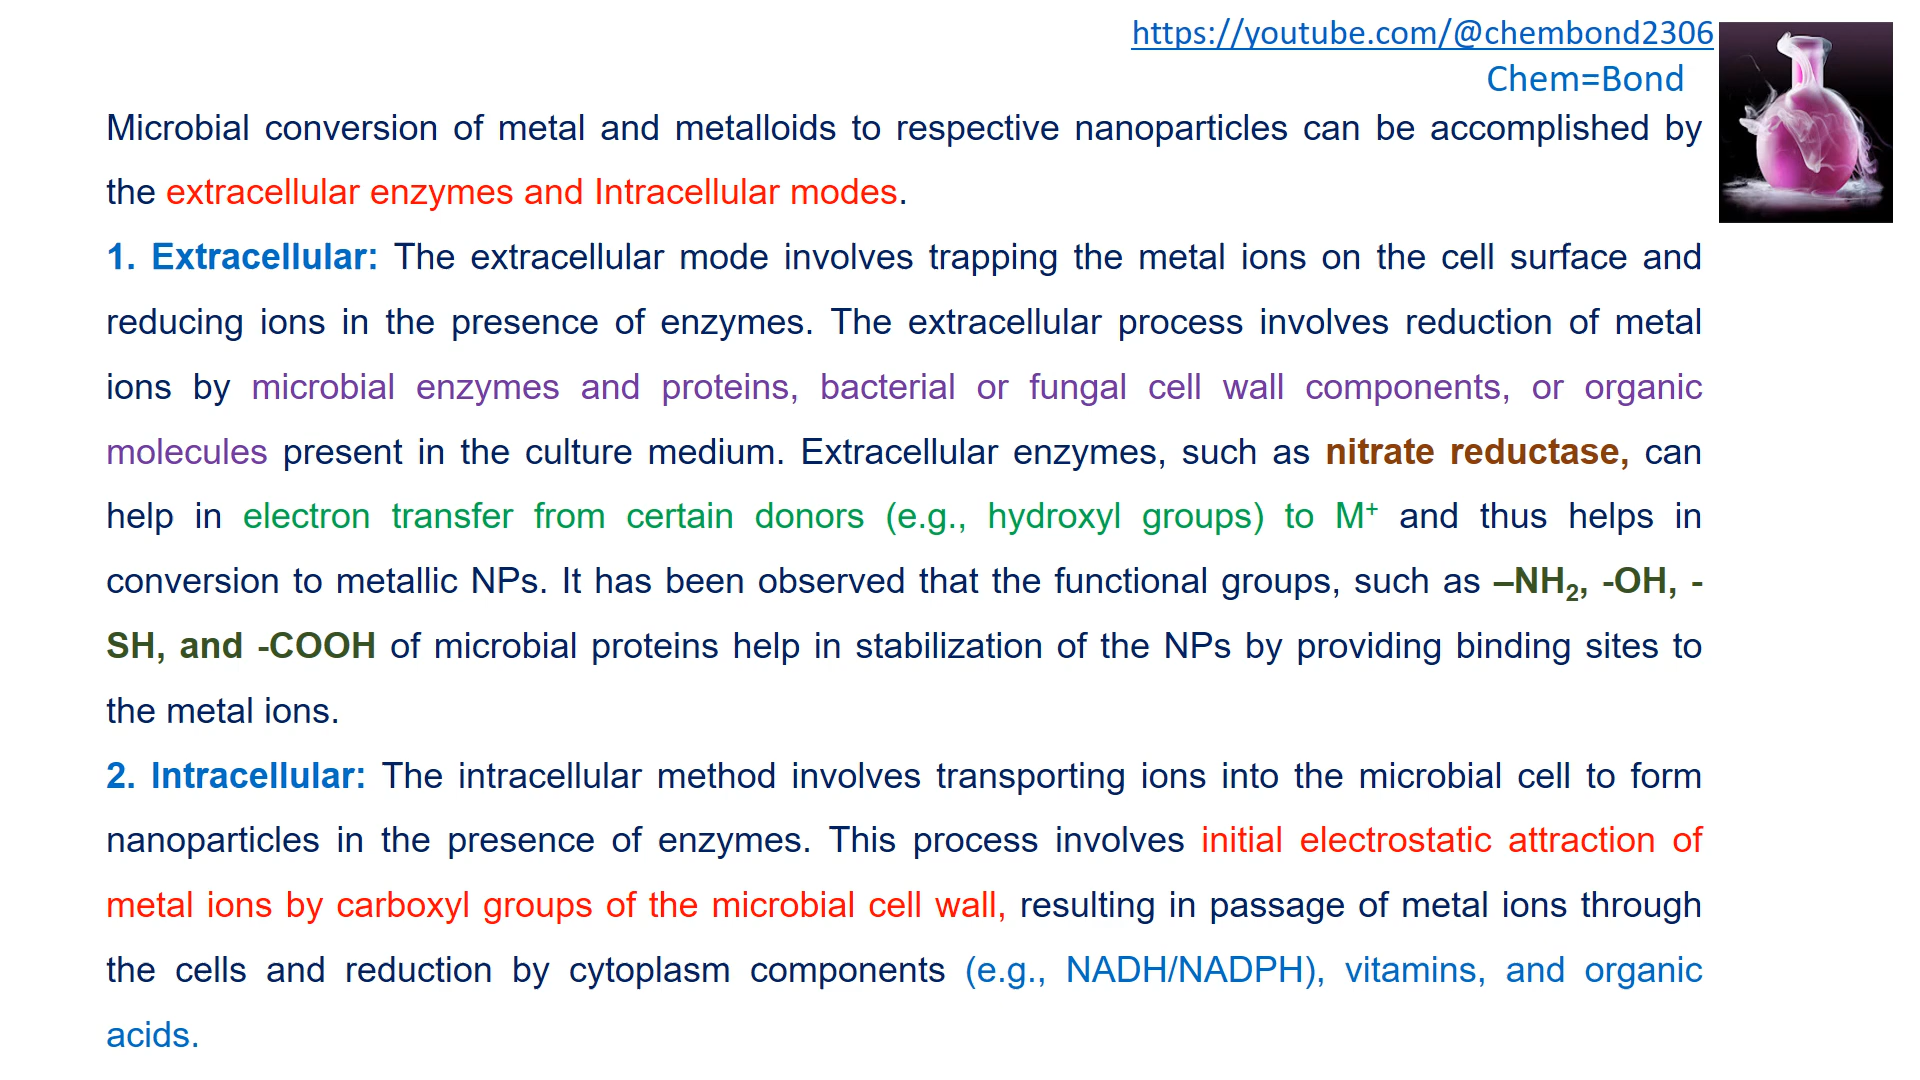 https://youtube.com/@chembond2306
Chem=Bond
Microbial conversion of metal and metalloids to respective nanoparticles can be accomplished by
the extracellular enzymes and Intracellular modes.
1. Extracellular: The extracellular mode involves trapping the metal ions on the cell surface and
reducing ions in the presence of enzymes. The extracellular process involves reduction of metal
ions by microbial enzymes and proteins, bacterial or fungal cell wall components, or organic
molecules present in the culture medium. Extracellular enzymes, such as nitrate reductase, can
help in electron transfer from certain donors (e.g., hydroxyl groups) to M⁺ and thus helps in
conversion to metallic NPs. It has been observed that the functional groups, such as –NH₂, -OH, -
SH, and -COOH of microbial proteins help in stabilization of the NPs by providing binding sites to
the metal ions.
2. Intracellular: The intracellular method involves transporting ions into the microbial cell to form
nanoparticles in the presence of enzymes. This process involves initial electrostatic attraction of
metal ions by carboxyl groups of the microbial cell wall, resulting in passage of metal ions through
the cells and reduction by cytoplasm components (e.g., NADH/NADPH), vitamins, and organic
acids.